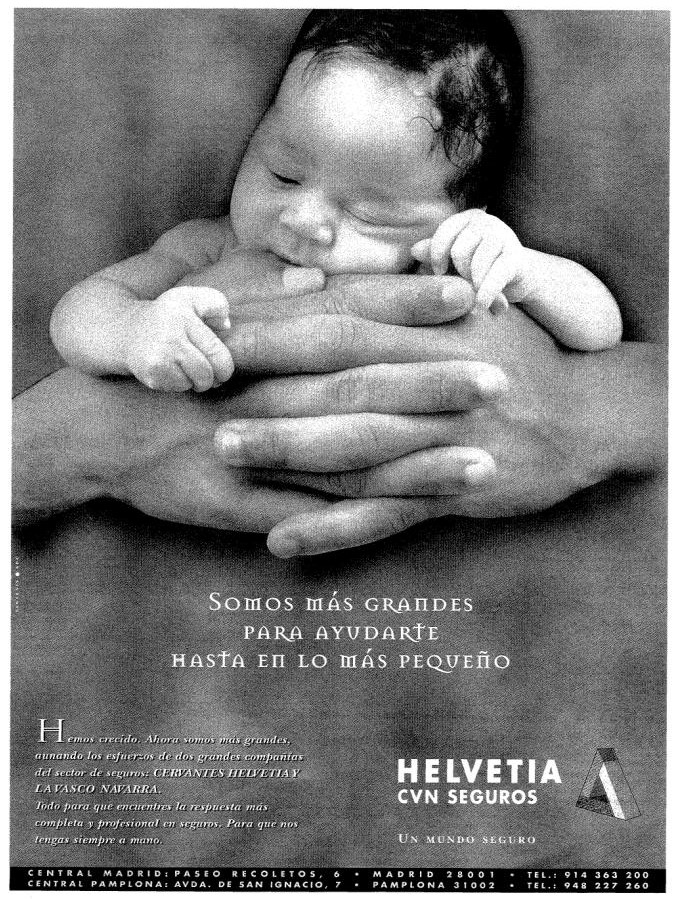 SOMOS MÁS GRANDES
PARA AYUDARTE
HASTA EN LO MÁS PEQUEÑO
Hemos crecido. Ahora somos más grandes,
aunando los esfuerzos de dos grandes compañías
del sector de seguros: CERVANTES HELVETIA Y
LA VASCO NAVARRA.
Todo para que encuentres la respuesta más
completa y profesional en seguros. Para que nos
tengas siempre a mano.
HELVETIA
CVN SEGUROS
UN MUNDO SEGURO
CENTRAL MADRID: PASEO RECOLETOS, 6 • MADRID 28001 • TEL.: 914 363 200
CENTRAL PAMPLONA: AVDA. DE SAN IGNACIO, 7 • PAMPLONA 31002 • TEL.: 948 227 260